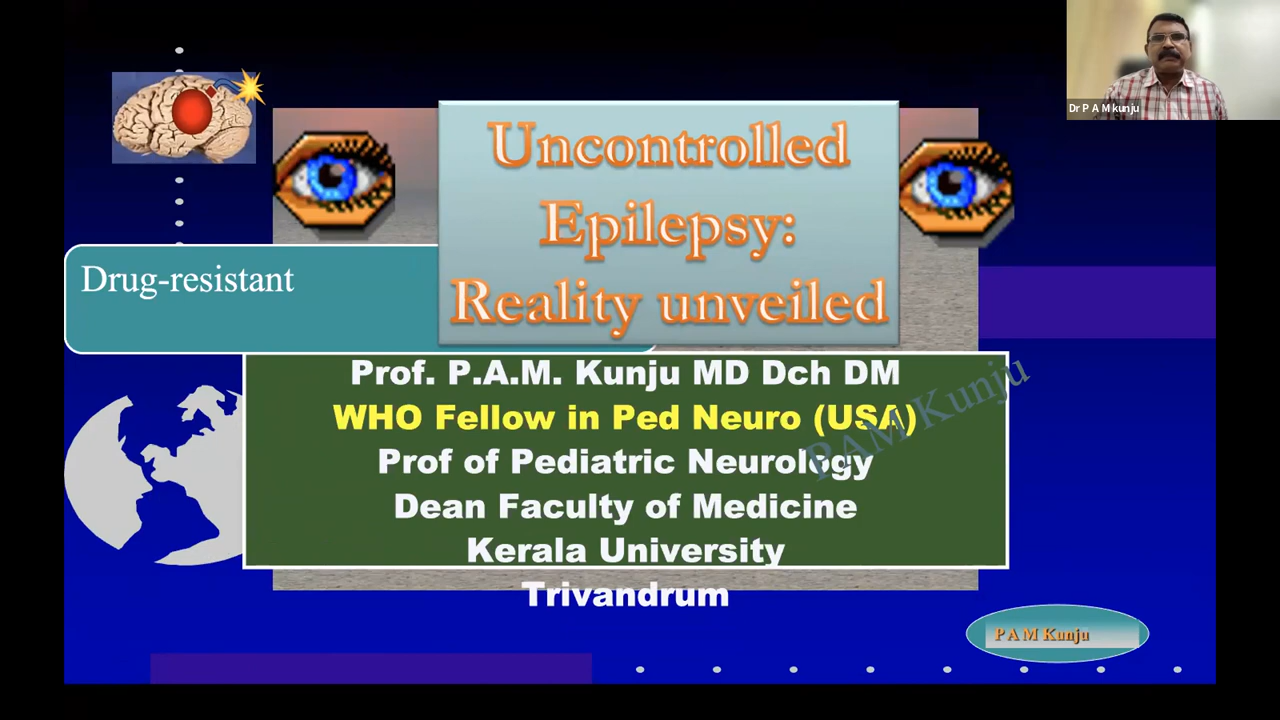 Dr P A M kunju
Uncontrolled
Epilepsy:
Reality unveiled
Drug-resistant
Prof. P.A.M. Kunju MD Dch DM
WHO Fellow in Ped Neuro (USA)
Prof of Pediatric Neurology
Dean Faculty of Medicine
Kerala University
Trivandrum
PAM Kunju
P A M Kunju